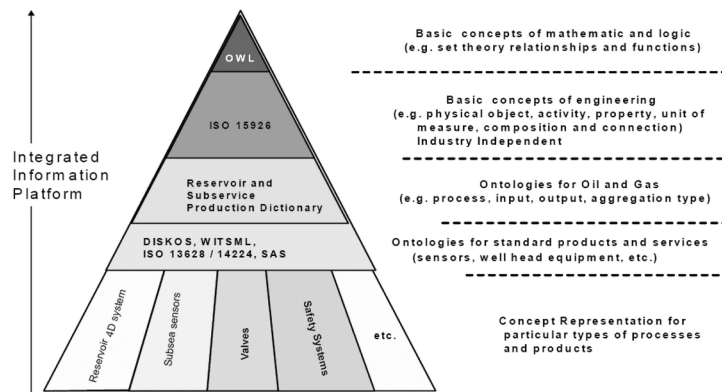 OWL
Basic concepts of mathematic and logic
(e.g. set theory relationships and functions)
ISO 15926
Basic concepts of engineering
(e.g. physical object, activity, property, unit of
measure, composition and connection)
Industry Independent
Integrated
Information
Platform
Reservoir and
Subservice
Production Dictionary
Ontologies for Oil and Gas
(e.g. process, input, output, aggregation type)
DISKOS, WITSML,
ISO 13628 / 14224, SAS
Ontologies for standard products and services
(sensors, well head equipment, etc.)
Reservoir 4D system
Subsea sensors
Valves
Safety Systems
etc.
Concept Representation for
particular types of processes
and products